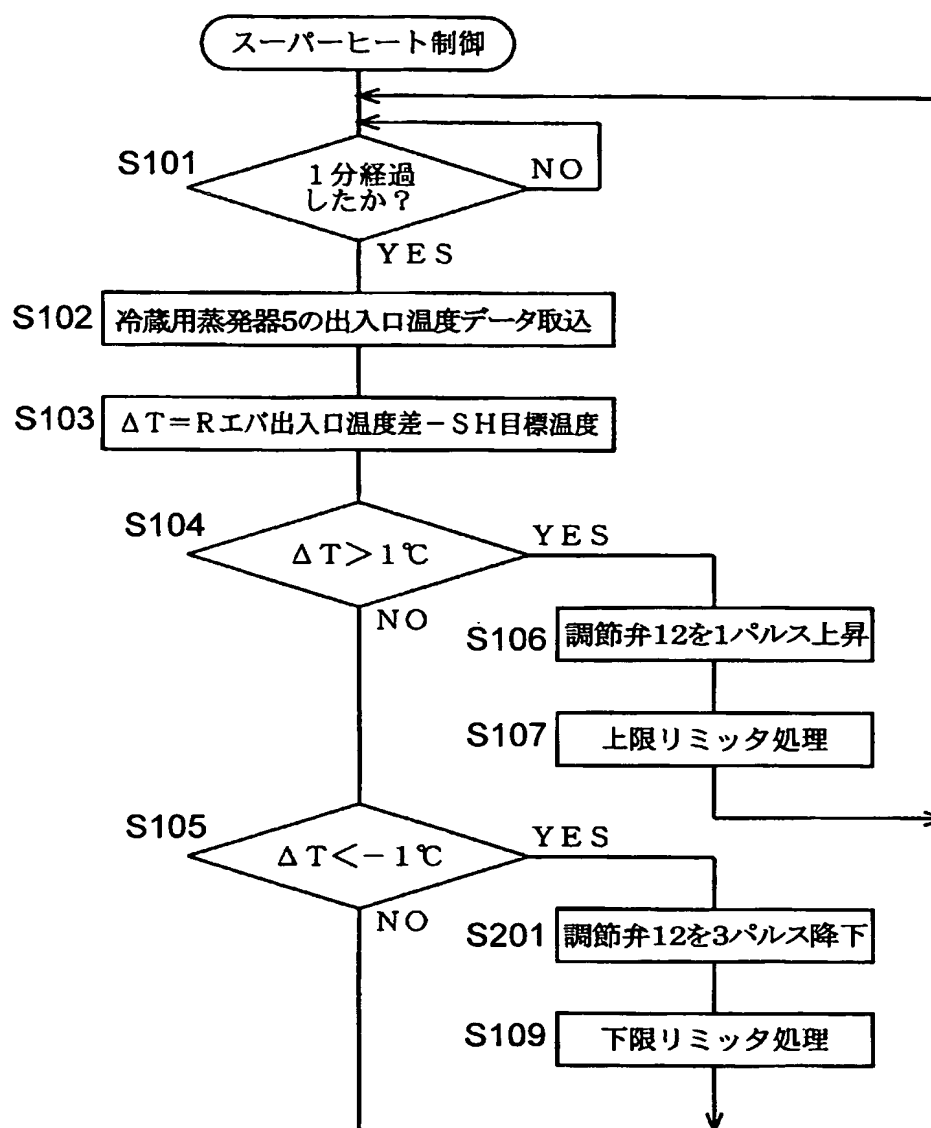 スーパーヒート制御
S101
1分経過
したか?
NO
YES
S102
冷蔵用蒸発器5の出入口温度データ取込
S103
ΔT=Rエバ出入口温度差-SH目標温度
S104
ΔT>1℃
YES
NO
S106
調節弁12を1パルス上昇
S107
上限リミッタ処理
S105
ΔT<-1℃
YES
NO
S201
調節弁12を3パルス降下
S109
下限リミッタ処理